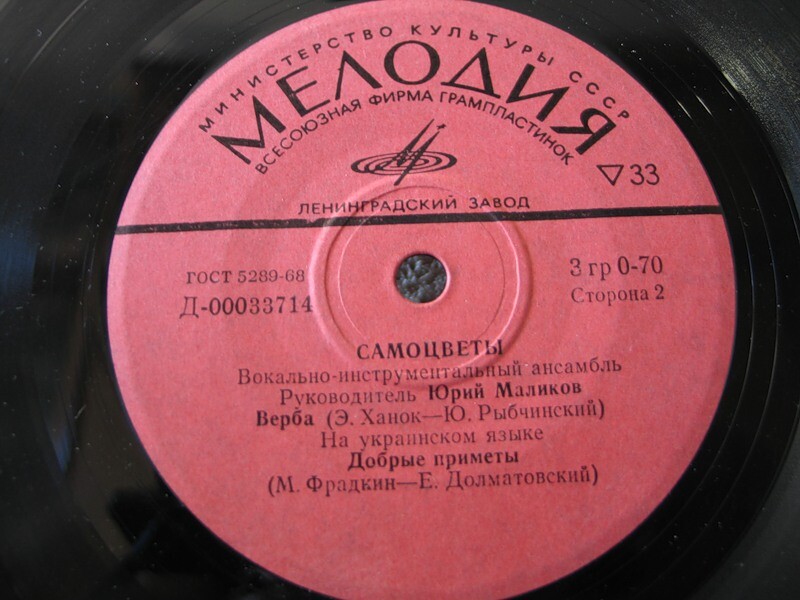 МИНИСТЕРСТВО КУЛЬТУРЫ СССР
МЕЛОДИЯ
ВСЕСОЮЗНАЯ ФИРМА ГРАМПЛАСТИНОК
33
ЛЕНИНГРАДСКИЙ ЗАВОД
ГОСТ 5289-68
Д-00033714
3 гр 0-70
Сторона 2
САМОЦВЕТЫ
Вокально-инструментальный ансамбль
Руководитель Юрий Маликов
Верба (Э. Ханок—Ю. Рыбчинский)
На украинском языке
Добрые приметы
(М. Фрадкин—Е. Долматовский)